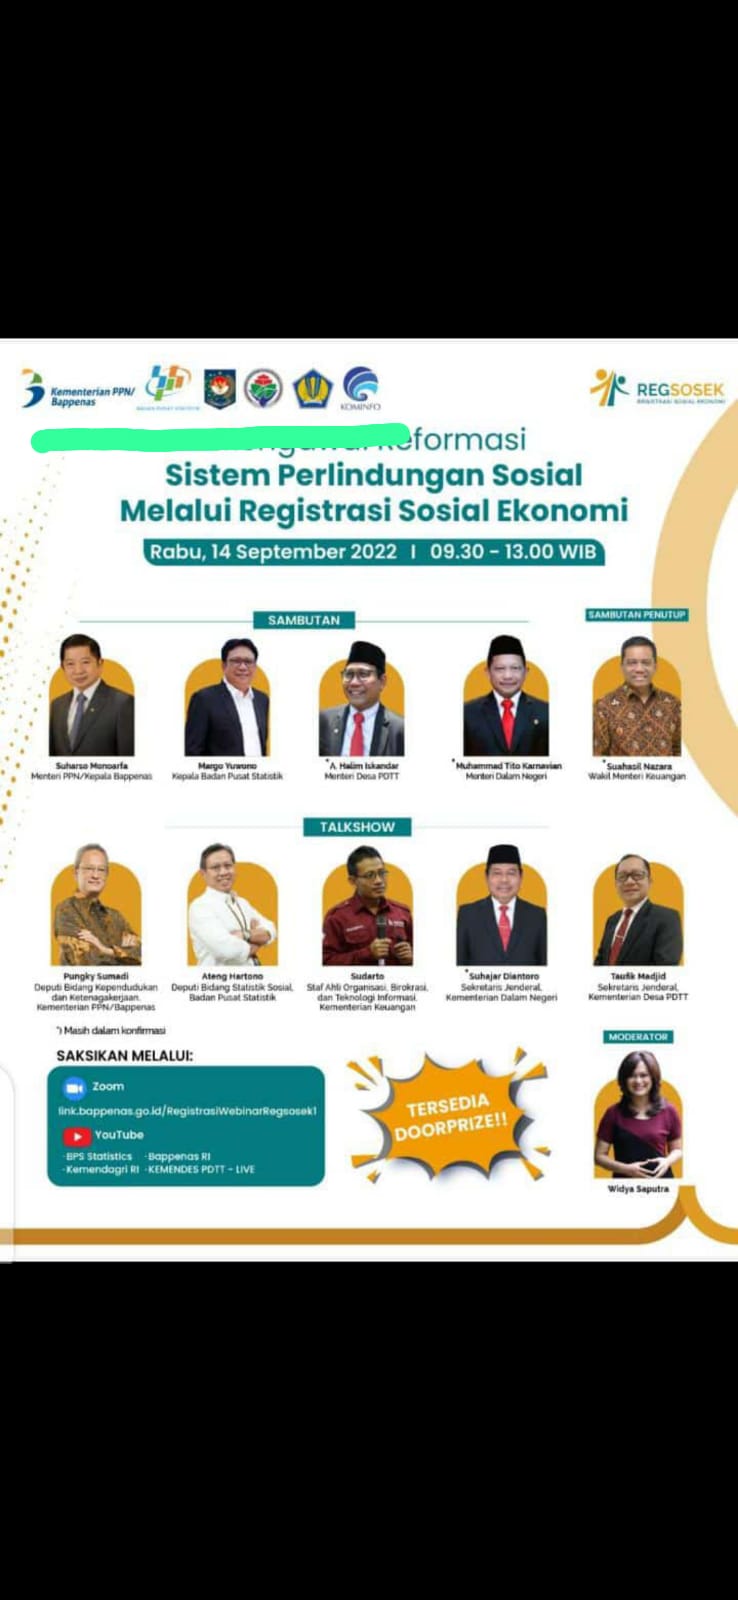 Kementerian PPN/
Bappenas
BADAN PUSAT STATISTIK
KOMINFO
REGSOSEK
REGISTRASI SOSIAL EKONOMI
Reformasi
Sistem Perlindungan Sosial
Melalui Registrasi Sosial Ekonomi
Rabu, 14 September 2022 | 09.30 - 13.00 WIB
SAMBUTAN
SAMBUTAN PENUTUP
Suharso Monoarfa
Menteri PPN/Kepala Bappenas
Margo Yuwono
Kepala Badan Pusat Statistik
*A. Halim Iskandar
Menteri Desa PDTT
*Muhammad Tito Karnavian
Menteri Dalam Negeri
*Suahasil Nazara
Wakil Menteri Keuangan
TALKSHOW
Pungky Sumadi
Deputi Bidang Kependudukan
dan Ketenagakerjaan,
Kementerian PPN/Bappenas
Ateng Hartono
Deputi Bidang Statistik Sosial,
Badan Pusat Statistik
Sudarto
Staf Ahli Organisasi, Birokrasi,
dan Teknologi Informasi,
Kementerian Keuangan
*Suhajar Diantoro
Sekretaris Jenderal,
Kementerian Dalam Negeri
Taufik Madjid
Sekretaris Jenderal,
Kementerian Desa PDTT
*) Masih dalam konfirmasi
SAKSIKAN MELALUI:
Zoom
link.bappenas.go.id/RegistrasiWebinarRegsosek1
YouTube
-BPS Statistics -Bappenas RI
-Kemendagri RI -KEMENDES PDTT - LIVE
TERSEDIA
DOORPRIZE!!
MODERATOR
Widya Saputra